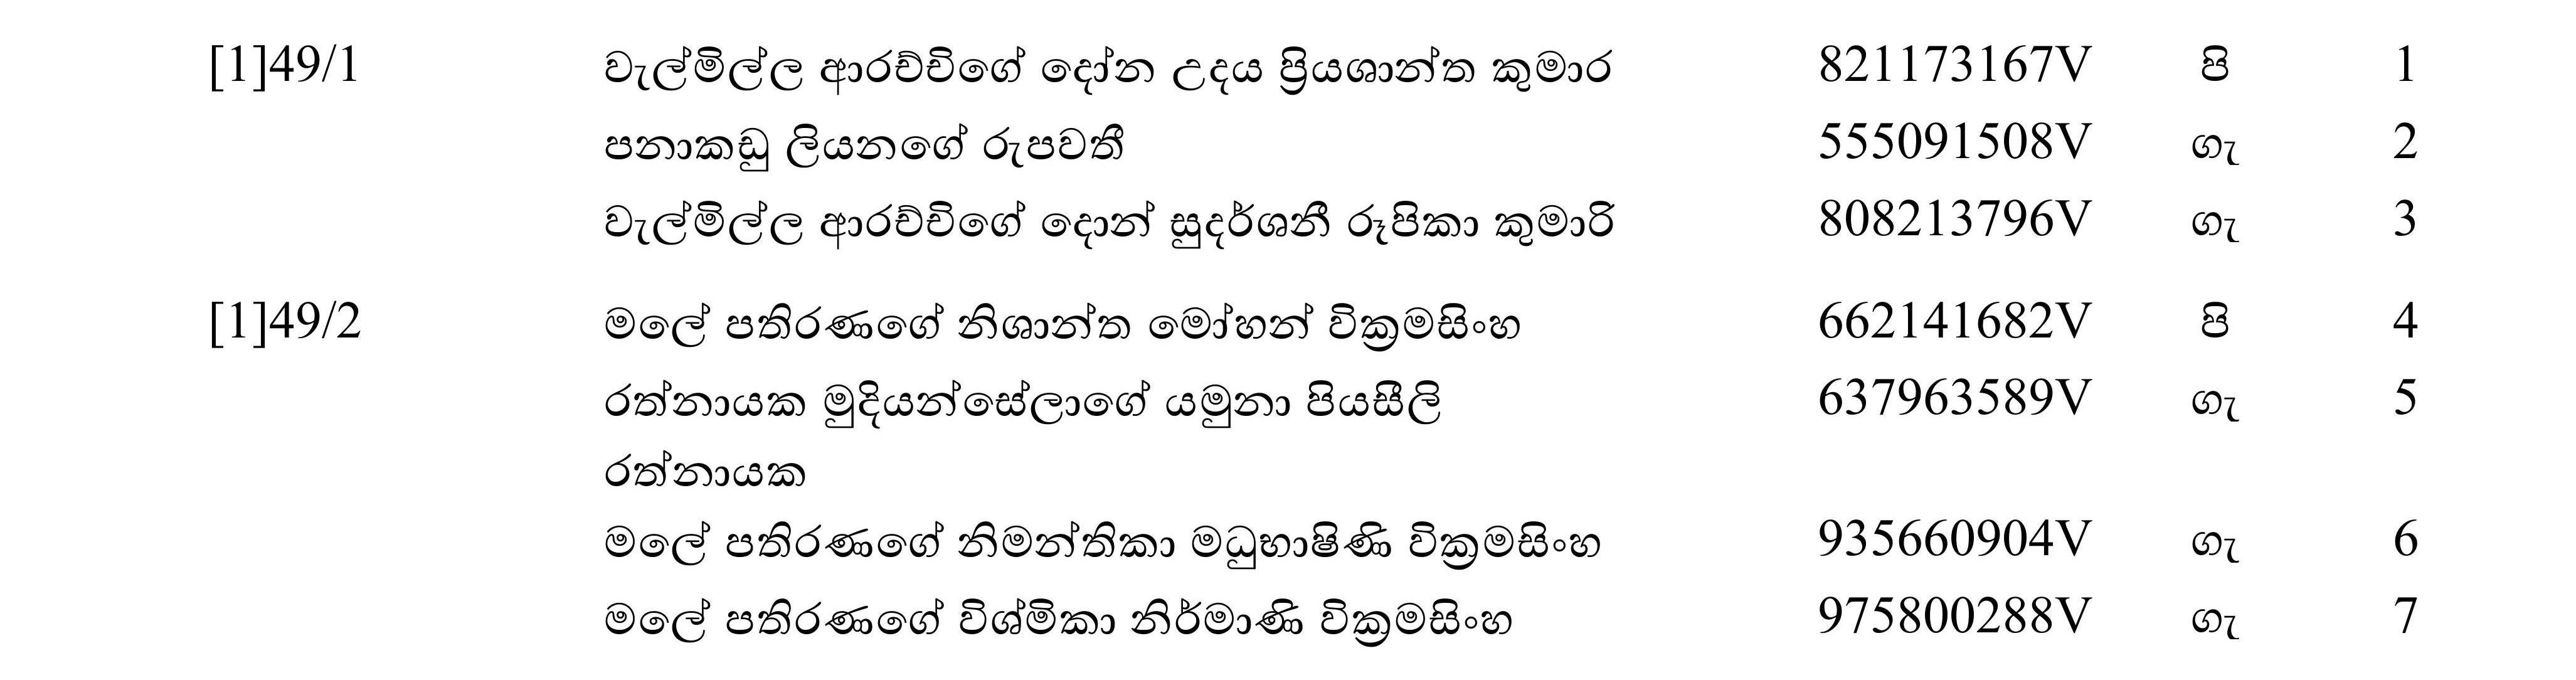 [1]49/1 වැල්මිල්ල ආරච්චිගේ දෝන උදය ප්‍රියශාන්ත කුමාර 821173167V පි 1
පනාකඩු ලියනගේ රුපවතී 555091508V ගැ 2
වැල්මිල්ල ආරච්චිගේ දොන් සුදර්ශනී රූපිකා කුමාරි 808213796V ගැ 3
[1]49/2 මලේ පතිරණගේ නිශාන්ත මෝහන් වික්‍රමසිංහ 662141682V පි 4
රත්නායක මුදියන්සේලාගේ යමුනා පියසීලි 637963589V ගැ 5
රත්නායක
මලේ පතිරණගේ නිමන්තිකා මධුභාෂිණි වික්‍රමසිංහ 935660904V ගැ 6
මලේ පතිරණගේ විශ්මිකා නිර්මාණි වික්‍රමසිංහ 975800288V ගැ 7